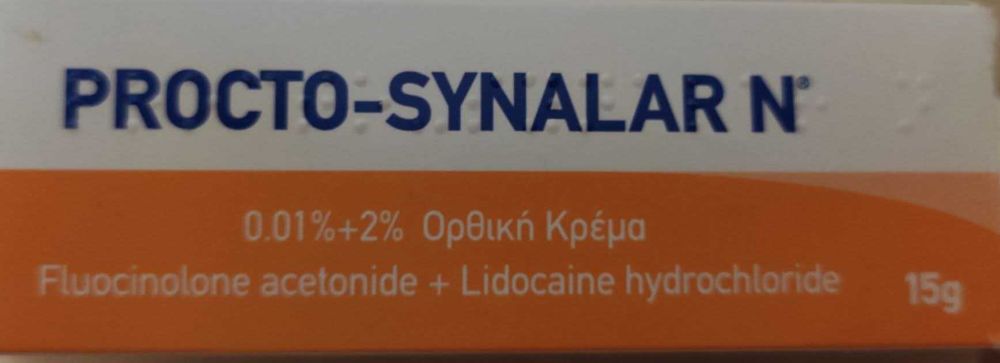 PROCTO-SYNALAR N®
0.01%+2% Ορθική Κρέμα
Fluocinolone acetonide + Lidocaine hydrochloride
15g